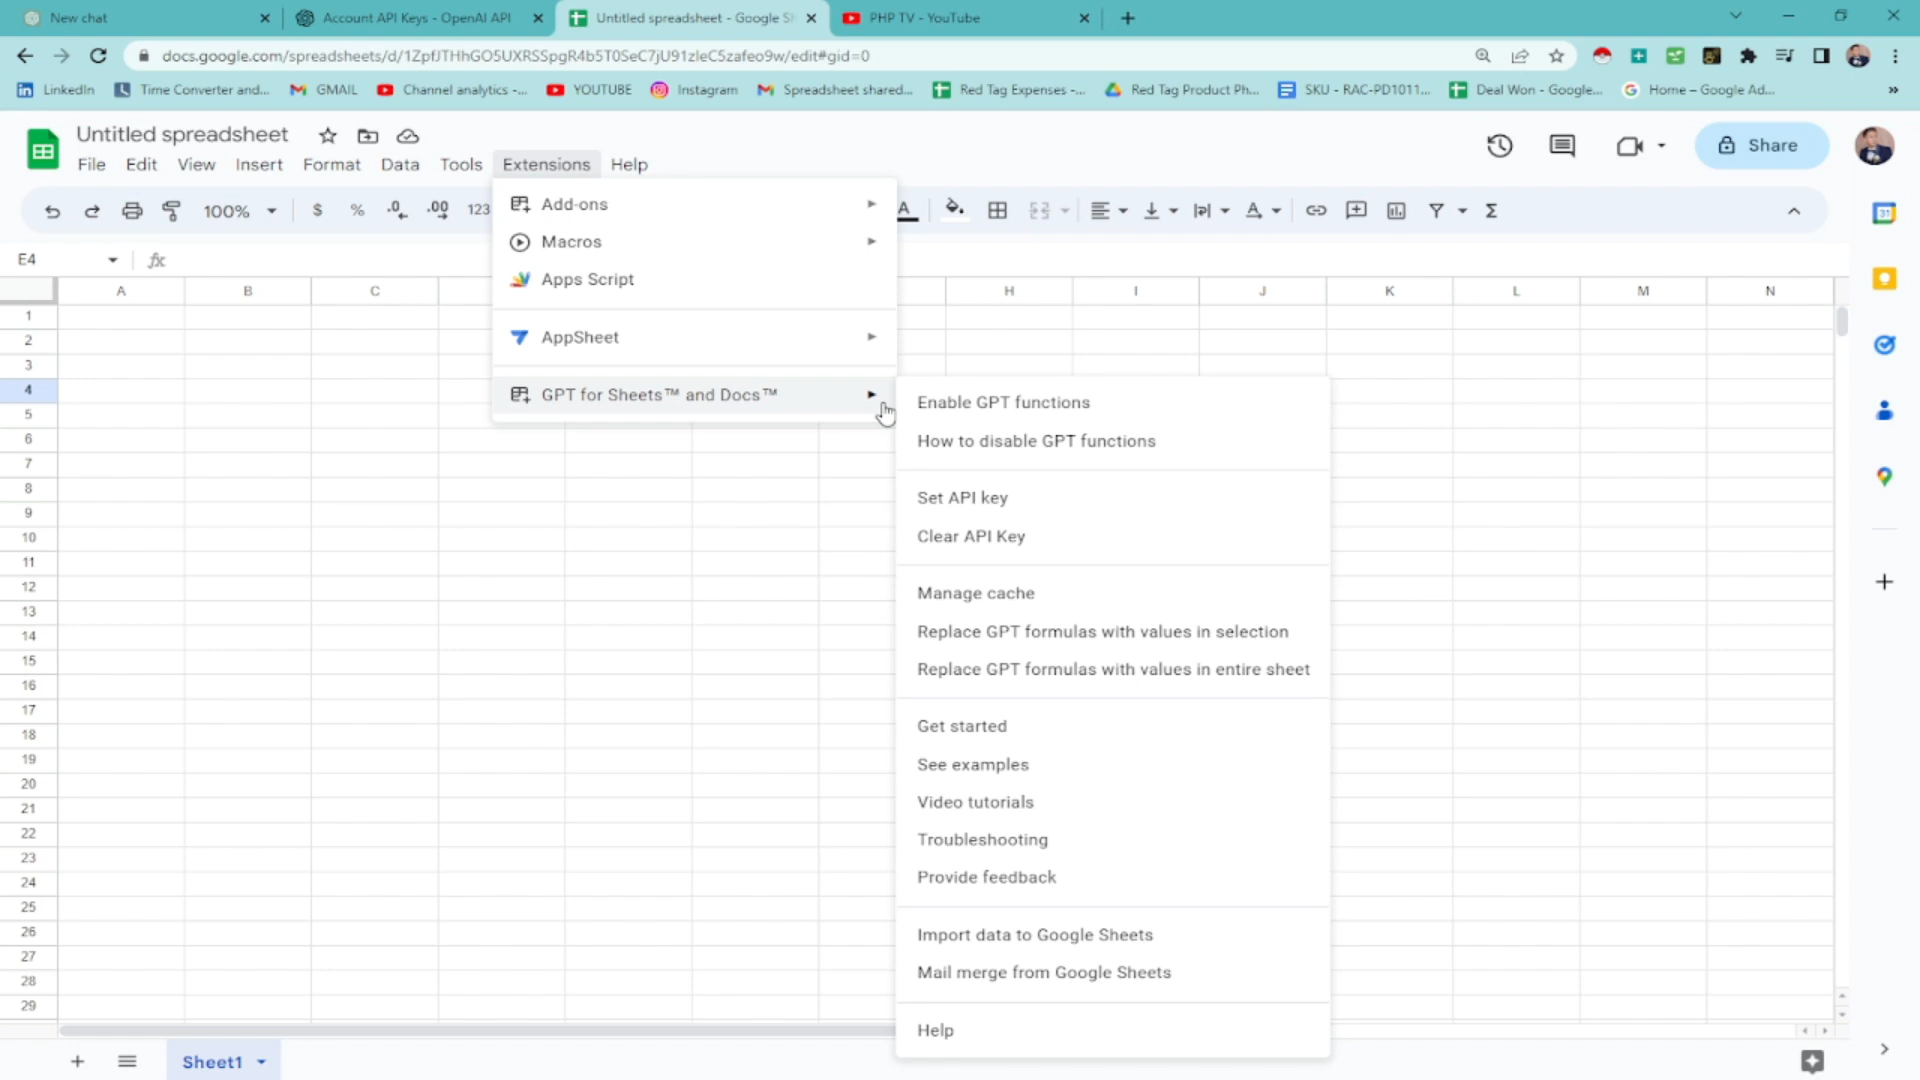 New chat
Account API Keys - OpenAI API
Untitled spreadsheet - Google S
PHP TV - YouTube
docs.google.com/spreadsheets/d/1ZpfJTHhGO5UXRSSpgR4b5T0SeC7jU91zleC5zafeo9w/edit#gid=0
LinkedIn
Time Converter and...
GMAIL
Channel analytics -...
YOUTUBE
Instagram
Spreadsheet shared...
Red Tag Expenses -...
Red Tag Product Ph...
SKU - RAC-PD1011...
Deal Won - Google...
Home – Google Ad...
Untitled spreadsheet
File Edit View Insert Format Data Tools Extensions Help
Share
100%
$ % .0 .00 123
A
E4
fx
A B C H I J K L M N
1
2
3
4
5
6
7
8
9
10
11
12
13
14
15
16
17
18
19
20
21
22
23
24
25
26
27
28
29
Add-ons
Macros
Apps Script
AppSheet
GPT for Sheets™ and Docs™
Enable GPT functions
How to disable GPT functions
Set API key
Clear API Key
Manage cache
Replace GPT formulas with values in selection
Replace GPT formulas with values in entire sheet
Get started
See examples
Video tutorials
Troubleshooting
Provide feedback
Import data to Google Sheets
Mail merge from Google Sheets
Help
31
Sheet1